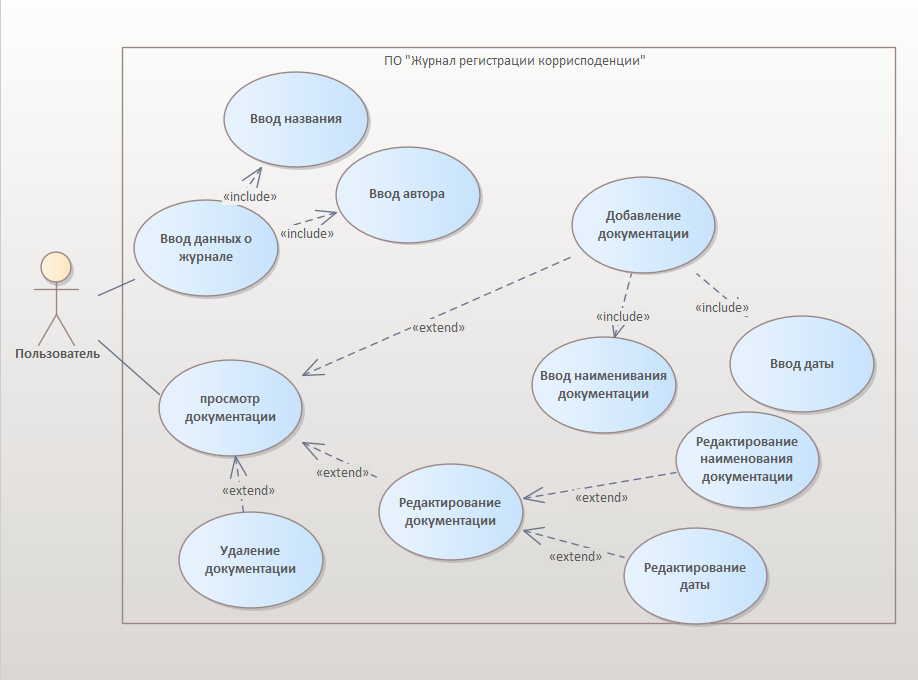 ПО "Журнал регистрации коррисподенции"
Ввод названия
Ввод автора
«include»
«include»
Ввод данных о
журнале
Добавление
документации
Пользователь
«extend»
«include»
«include»
просмотр
документации
Ввод наименивания
документации
Ввод даты
«extend»
«extend»
Редактирование
документации
«extend»
Редактирование
наименования
документации
Удаление
документации
«extend»
Редактирование
даты